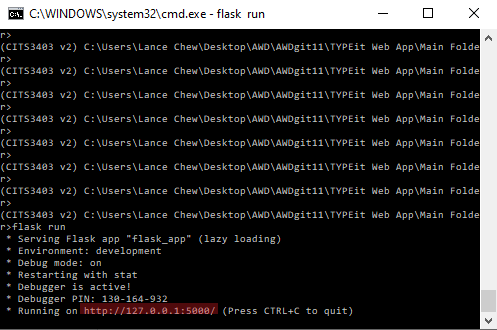 C:\WINDOWS\system32\cmd.exe - flask run
r>
(CITS3403 v2) C:\Users\Lance Chew\Desktop\AWD\AWDgit11\TYPEit Web App\Main Folde
r>
(CITS3403 v2) C:\Users\Lance Chew\Desktop\AWD\AWDgit11\TYPEit Web App\Main Folde
r>
(CITS3403 v2) C:\Users\Lance Chew\Desktop\AWD\AWDgit11\TYPEit Web App\Main Folde
r>
(CITS3403 v2) C:\Users\Lance Chew\Desktop\AWD\AWDgit11\TYPEit Web App\Main Folde
r>
(CITS3403 v2) C:\Users\Lance Chew\Desktop\AWD\AWDgit11\TYPEit Web App\Main Folde
r>
(CITS3403 v2) C:\Users\Lance Chew\Desktop\AWD\AWDgit11\TYPEit Web App\Main Folde
r>
(CITS3403 v2) C:\Users\Lance Chew\Desktop\AWD\AWDgit11\TYPEit Web App\Main Folde
r>
(CITS3403 v2) C:\Users\Lance Chew\Desktop\AWD\AWDgit11\TYPEit Web App\Main Folde
r>flask run
* Serving Flask app "flask_app" (lazy loading)
* Environment: development
* Debug mode: on
* Restarting with stat
* Debugger is active!
* Debugger PIN: 130-164-932
* Running on http://127.0.0.1:5000/ (Press CTRL+C to quit)